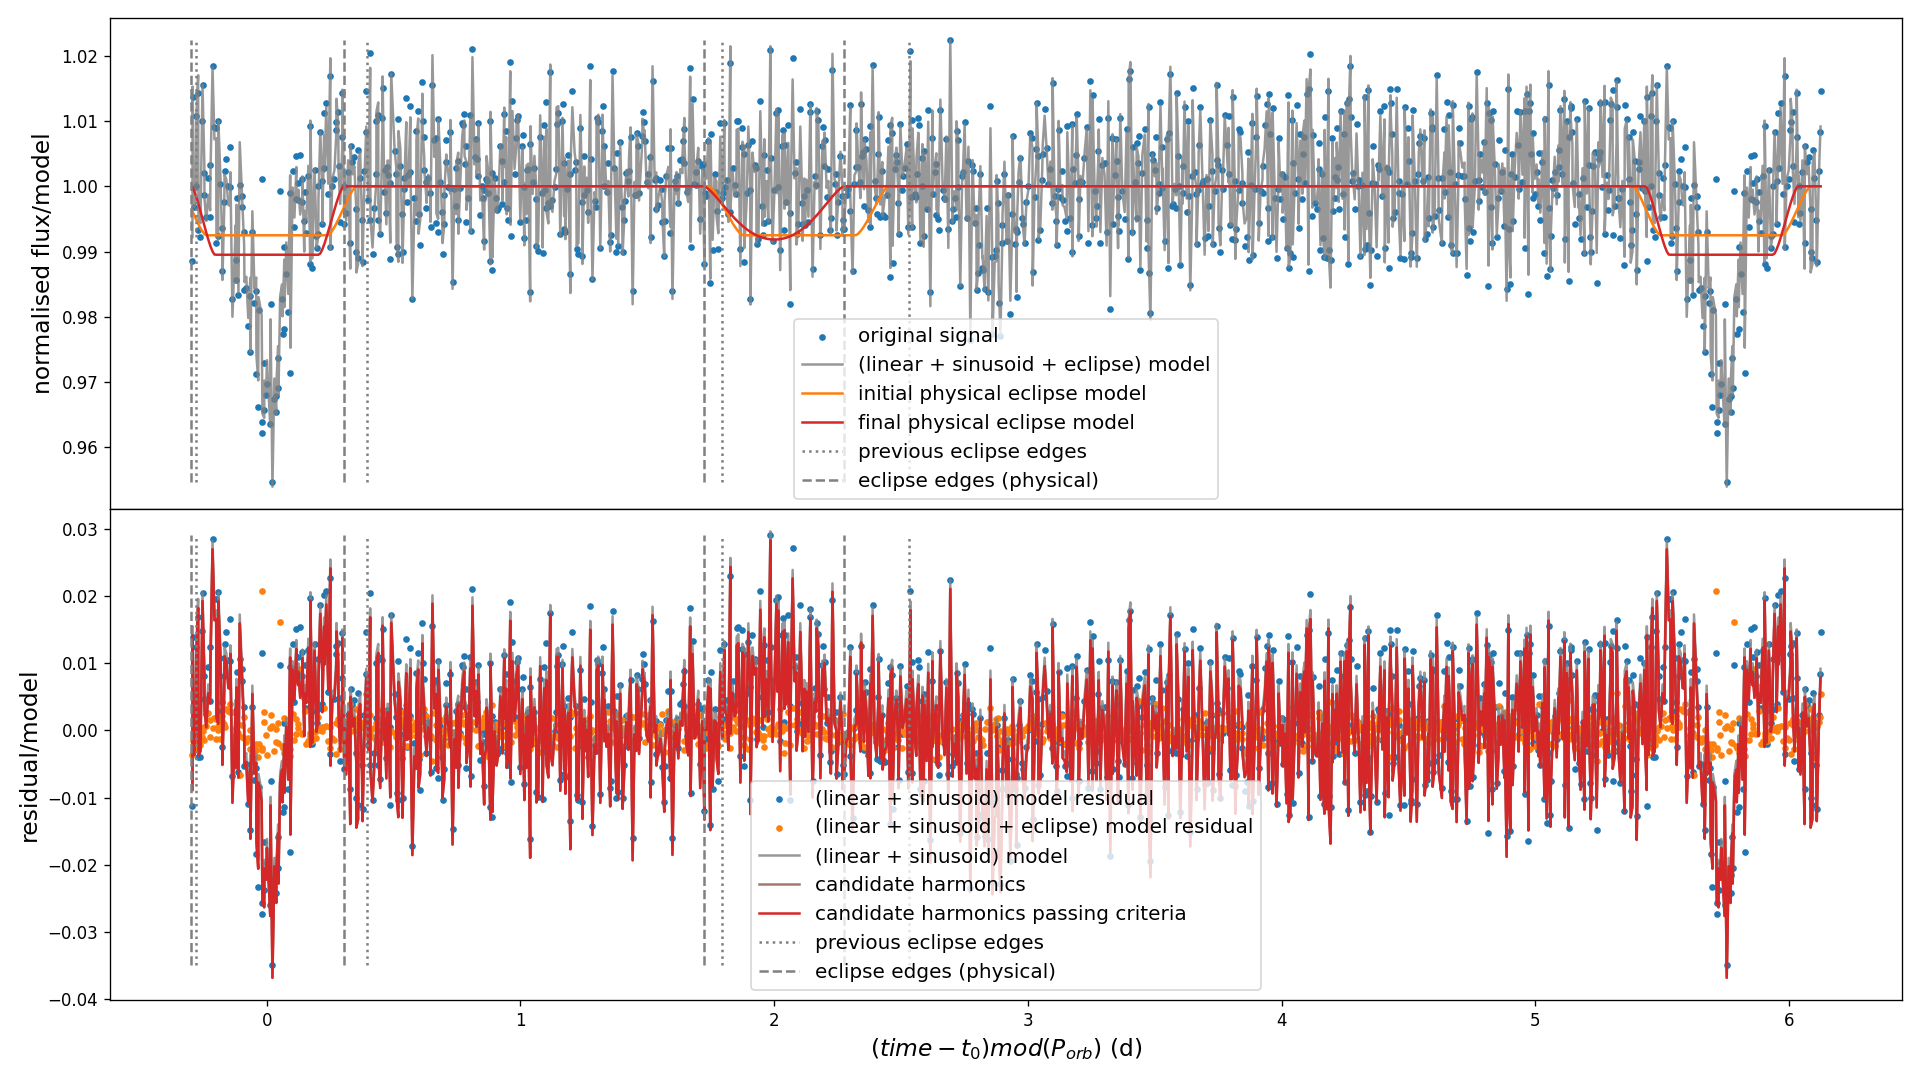 normalised flux/model
1.02
1.01
1.00
0.99
0.98
0.97
0.96
original signal
(linear + sinusoid + eclipse) model
initial physical eclipse model
final physical eclipse model
previous eclipse edges
eclipse edges (physical)
residual/model
0.03
0.02
0.01
0.00
−0.01
−0.02
−0.03
−0.04
(linear + sinusoid) model residual
(linear + sinusoid + eclipse) model residual
(linear + sinusoid) model
candidate harmonics
candidate harmonics passing criteria
previous eclipse edges
eclipse edges (physical)
0 1 2 3 4 5 6
(time − t₀)mod(Pₒᵣb) (d)